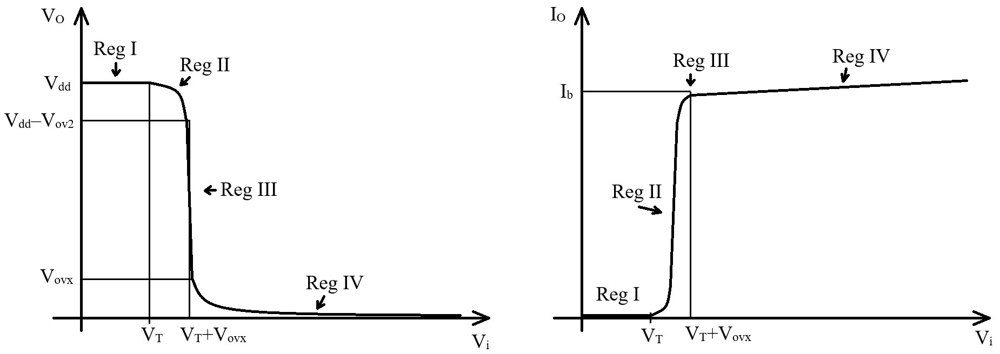 VO
Reg I
Reg II
Vdd
Vdd–Vov2
Reg III
Vovx
Reg IV
VT
VT+Vovx
Vi
IO
Reg III
Reg IV
Ib
Reg II
Reg I
VT
VT+Vovx
Vi